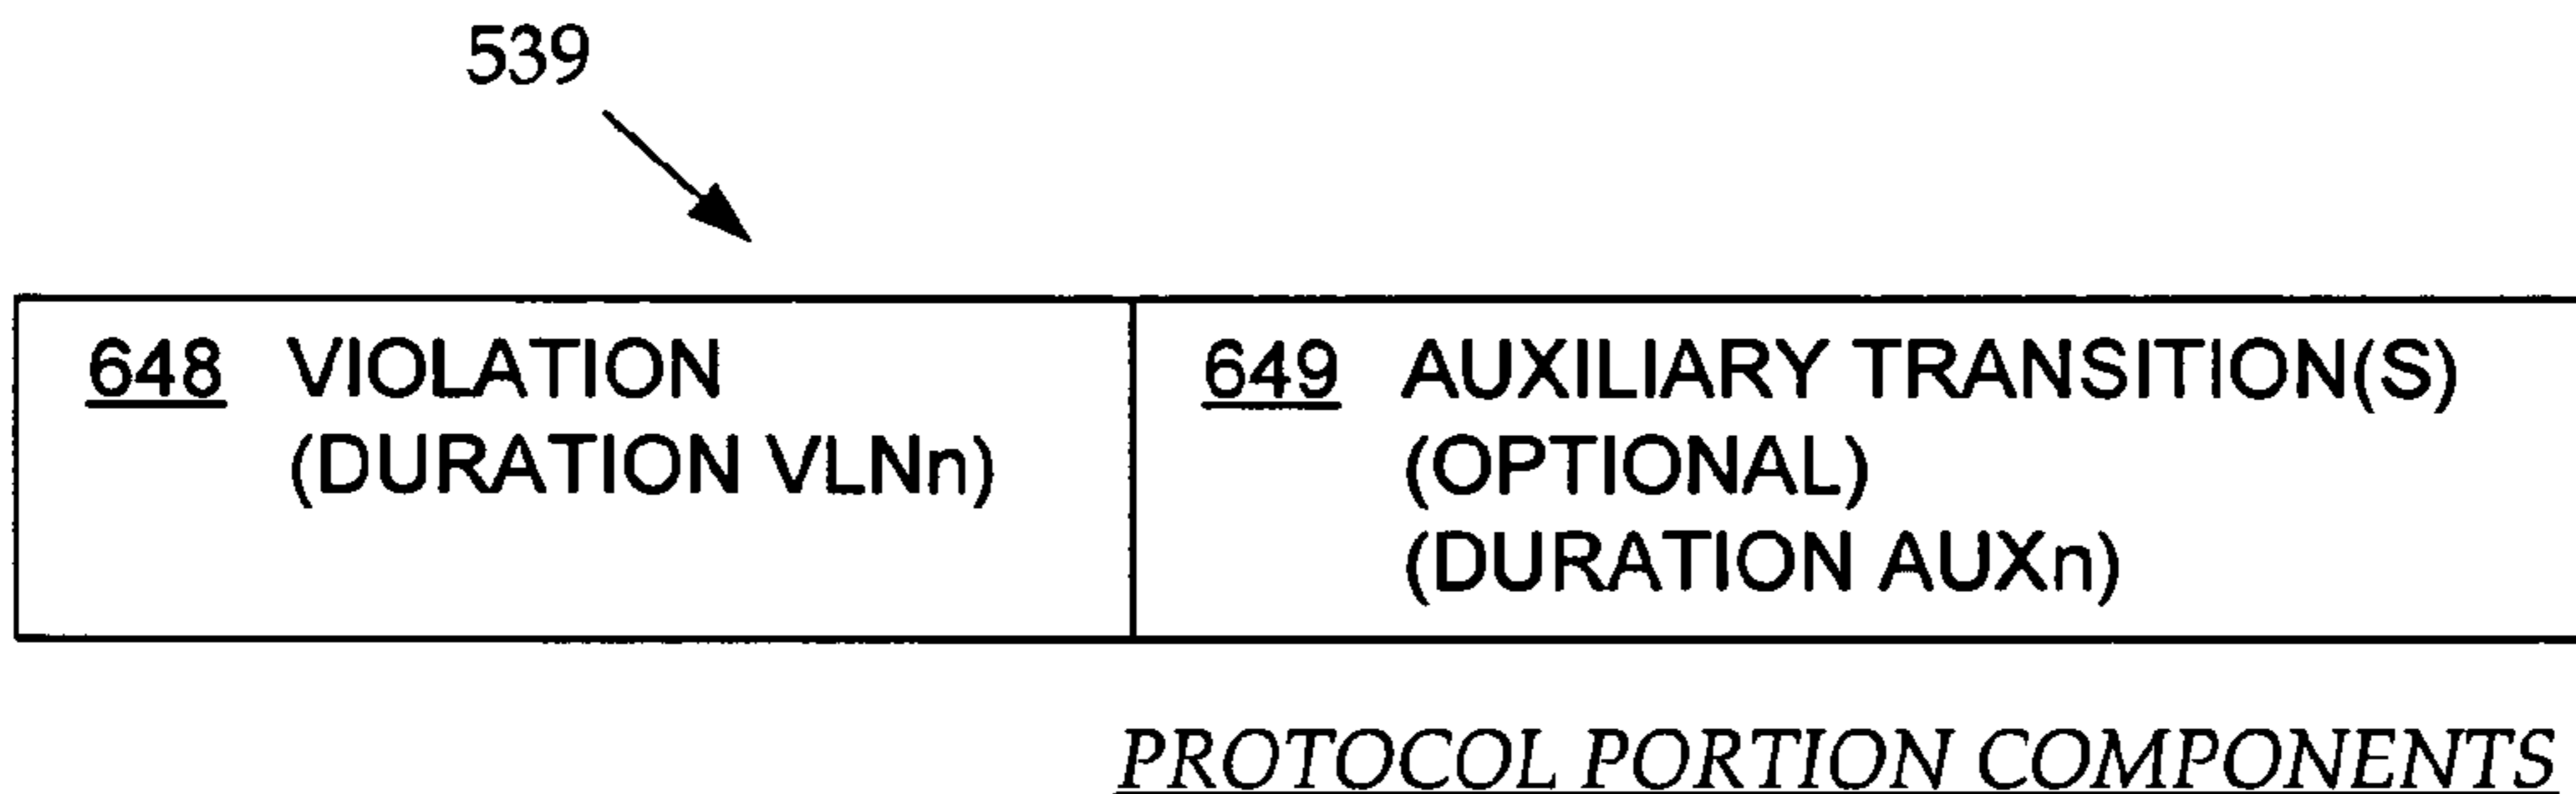 539
648 VIOLATION
(DURATION VLNn)
649 AUXILIARY TRANSITION(S)
(OPTIONAL)
(DURATION AUXn)
PROTOCOL PORTION COMPONENTS